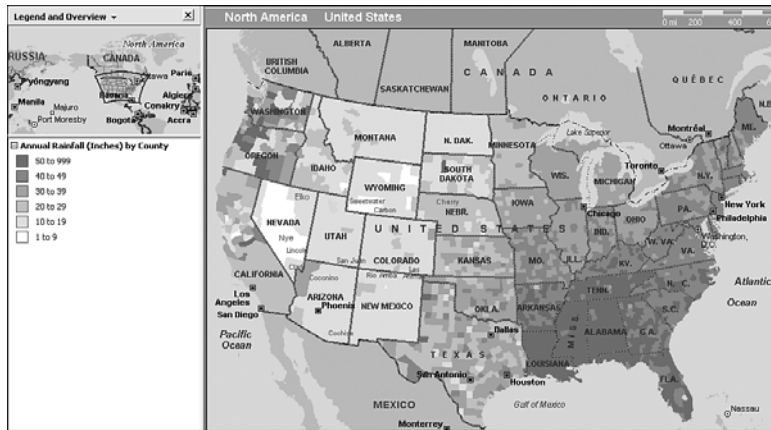 Legend and Overview
North America
RUSSIA
CANADA
Pyongyang
Ottawa
Paris
Algiers
Manila
Majuro
Havana
Conakry
Port Moresby
Bogota
Accra
Annual Rainfall (Inches) by County
50 to 999
40 to 49
30 to 39
20 to 29
10 to 19
1 to 9
North America United States
0 mi 200 400 6
ALBERTA
MANITOBA
BRITISH
COLUMBIA
SASKATCHEWAN
CANADA
ONTARIO
QUÉBEC
N.B.
WASHINGTON
MONTANA
N. DAK.
MINNESOTA
Lake Superior
Montréal
Ottawa
ME.
OREGON
IDAHO
SOUTH
DAKOTA
WIS.
MICHIGAN
Toronto
N.Y.
WYOMING
Elko
Sweetwater
Carbon
Cherry
NEBR.
IOWA
Chicago
New York
PA.
Philadelphia
NEVADA
Nye
Lincoln
UTAH
UNITED STATES
IND.
OHIO
Washington,
D.C.
COLORADO
KANSAS
MO.
ILL.
W. VA.
VA.
KY.
San Juan
Las
CALIFORNIA
Coconino
Rio Arriba
Los
Angeles
San Diego
ARIZONA
Phoenix
NEW MEXICO
OKLA.
ARKANSAS
TENN.
N. C.
S.C.
Atlantic
Ocean
Cochise
Dallas
MISS.
ALABAMA
GA.
Pacific
Ocean
TEXAS
LOUISIANA
San Antonio
Houston
FLA.
MEXICO
Gulf of Mexico
Nassau
Monterrey